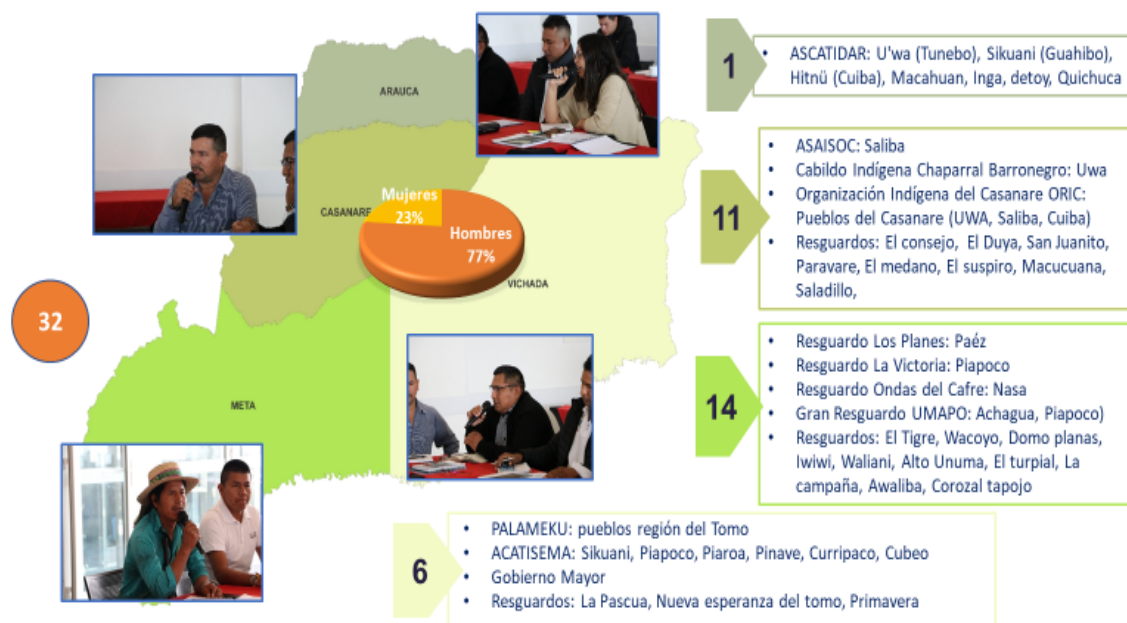 ARAUCA
CASANARE
Mujeres
23%
Hombres
77%
VICHADA
META
32
1
• ASCATIDAR: U'wa (Tunebo), Sikuani (Guahibo),
Hitnü (Cuiba), Macahuan, Inga, detoy, Quichuca
11
• ASAISOC: Saliba
• Cabildo Indígena Chaparral Barronegro: Uwa
• Organización Indígena del Casanare ORIC:
Pueblos del Casanare (UWA, Saliba, Cuiba)
• Resguardos: El consejo, El Duya, San Juanito,
Paravare, El medano, El suspiro, Macucuana,
Saladillo,
14
• Resguardo Los Planes: Paéz
• Resguardo La Victoria: Piapoco
• Resguardo Ondas del Cafre: Nasa
• Gran Resguardo UMAPO: Achagua, Piapoco)
• Resguardos: El Tigre, Wacoyo, Domo planas,
Iwiwi, Waliani, Alto Unuma, El turpial, La
campaña, Awaliba, Corozal tapojo
6
• PALAMEKU: pueblos región del Tomo
• ACATISEMA: Sikuani, Piapoco, Piaroa, Pinave, Curripaco, Cubeo
• Gobierno Mayor
• Resguardos: La Pascua, Nueva esperanza del tomo, Primavera